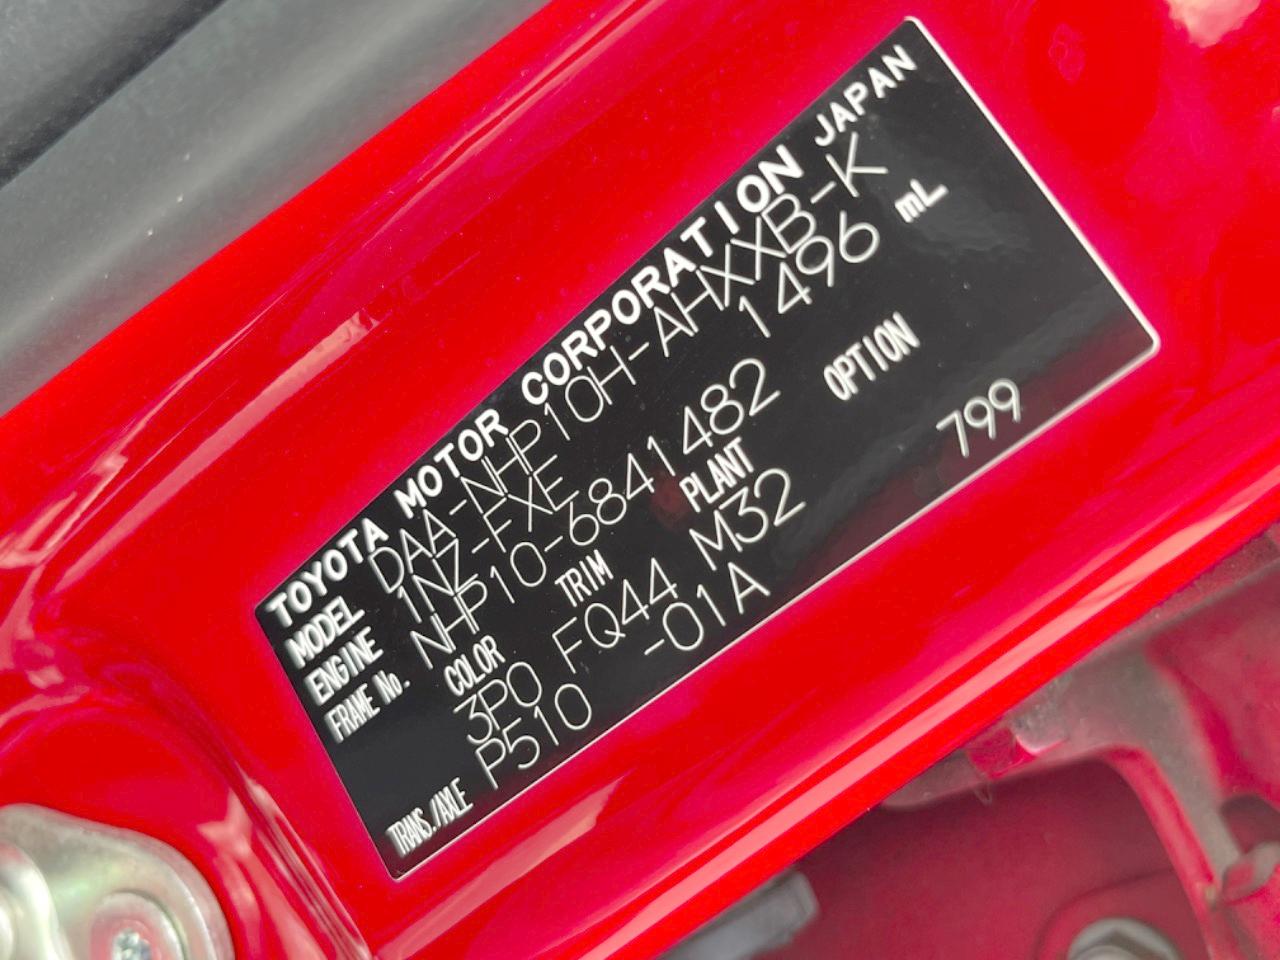 TOYOTA MOTOR CORPORATION JAPAN
MODEL DAA-NHP10H-AHXXB-K
ENGINE 1NZ-FXE 1496 mL
FRAME No. NHP10-6841482
COLOR TRIM PLANT OPTION
3P0 FQ44 M32 799
TRANS./AXLE P510 -01A